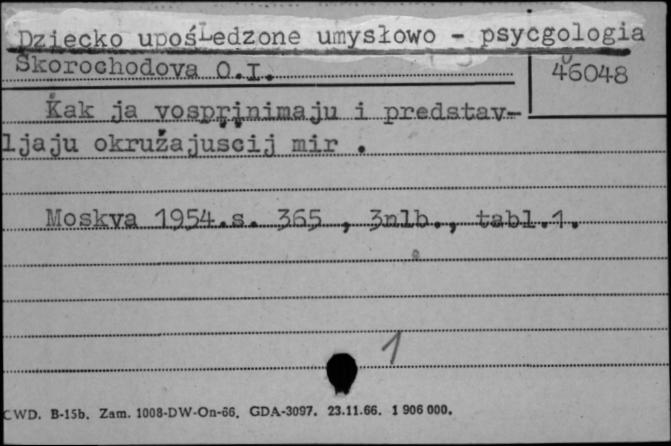 Dziecko upośLedzone umysłowo - psycgologia
Skorochodova O.I.
46048
Kak ja vosprinimaju i predstav-
ljaju okružajuscij mir .
Moskva 1954.s. 365 , 3nlb., tabl.1.
1
CWD. B-15b. Zam. 1008-DW-On-66. GDA-3097. 23.11.66. 1 906 000.